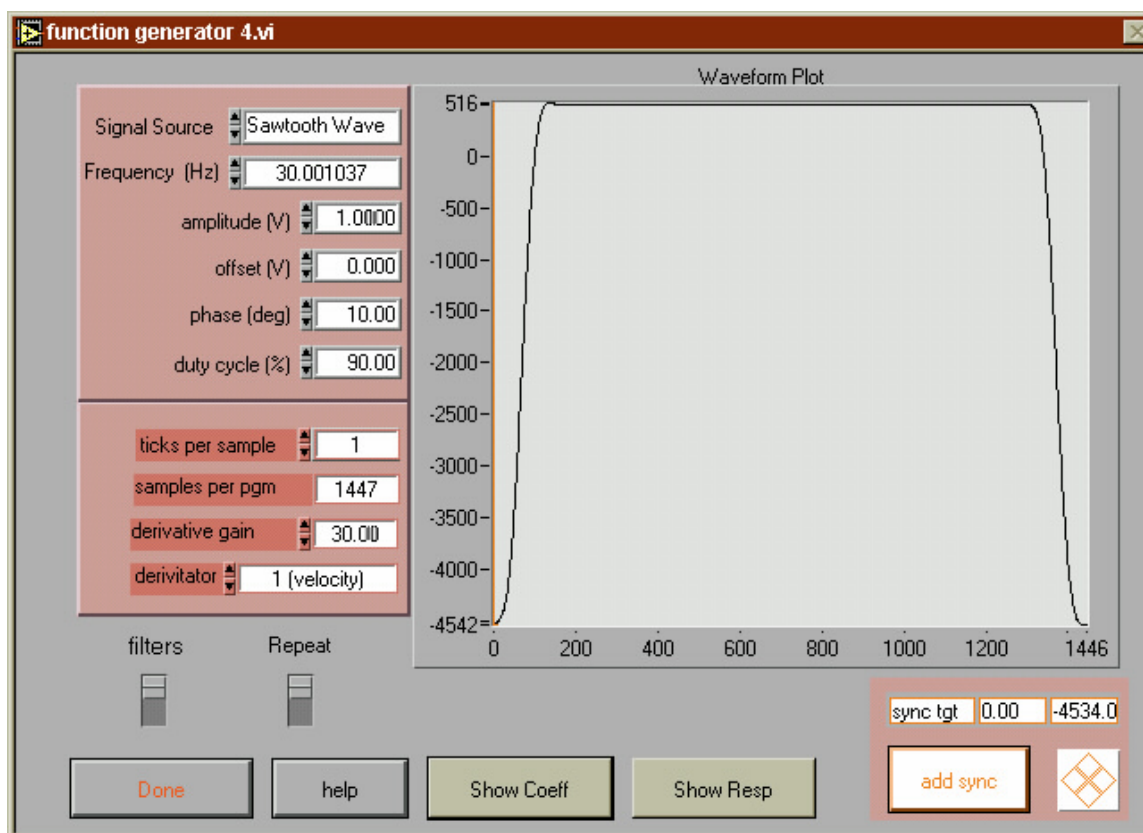 function generator 4.vi
Signal Source Sawtooth Wave
Frequency (Hz) 30.001037
amplitude (V) 1.0000
offset (V) 0.000
phase (deg) 10.00
duty cycle (%) 90.00
ticks per sample 1
samples per pgm 1447
derivative gain 30.00
derivitator 1 (velocity)
filters Repeat
Waveform Plot
516
0
-500
-1000
-1500
-2000
-2500
-3000
-3500
-4000
-4542
0 200 400 600 800 1000 1200 1446
sync tgt 0.00 -4534.0
Done help Show Coeff Show Resp add sync